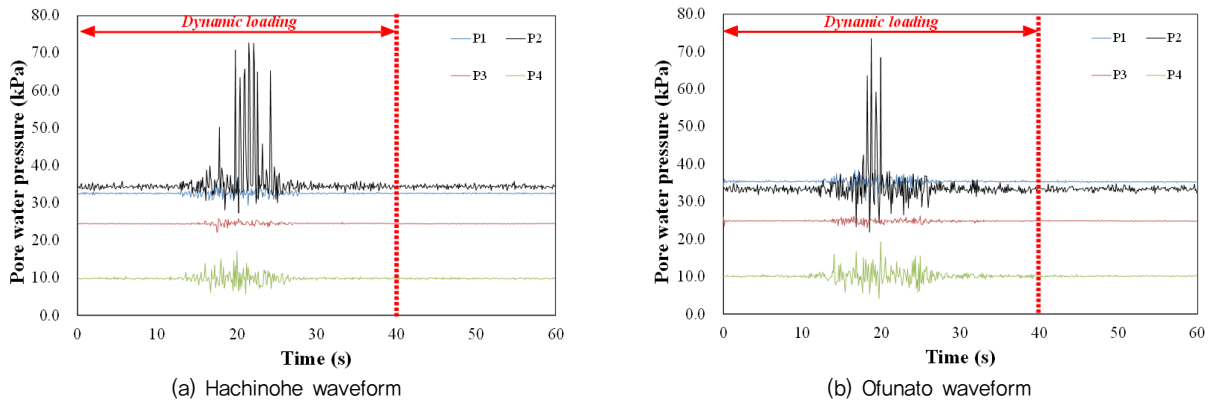 Dynamic loading
P1
P2
P3
P4
Pore water pressure (kPa)
80.0
70.0
60.0
50.0
40.0
30.0
20.0
10.0
0.0
0
10
20
30
40
50
60
Time (s)
(a) Hachinohe waveform
Dynamic loading
P1
P2
P3
P4
Pore water pressure (kPa)
80.0
70.0
60.0
50.0
40.0
30.0
20.0
10.0
0.0
0
10
20
30
40
50
60
Time (s)
(b) Ofunato waveform